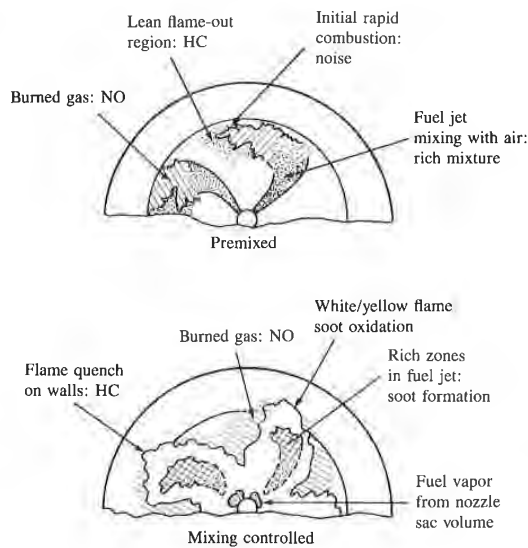 Lean flame-out
region: HC
Initial rapid
combustion:
noise
Burned gas: NO
Fuel jet
mixing with air:
rich mixture
Premixed
White/yellow flame
soot oxidation
Burned gas: NO
Rich zones
in fuel jet:
soot formation
Flame quench
on walls: HC
Fuel vapor
from nozzle
sac volume
Mixing controlled